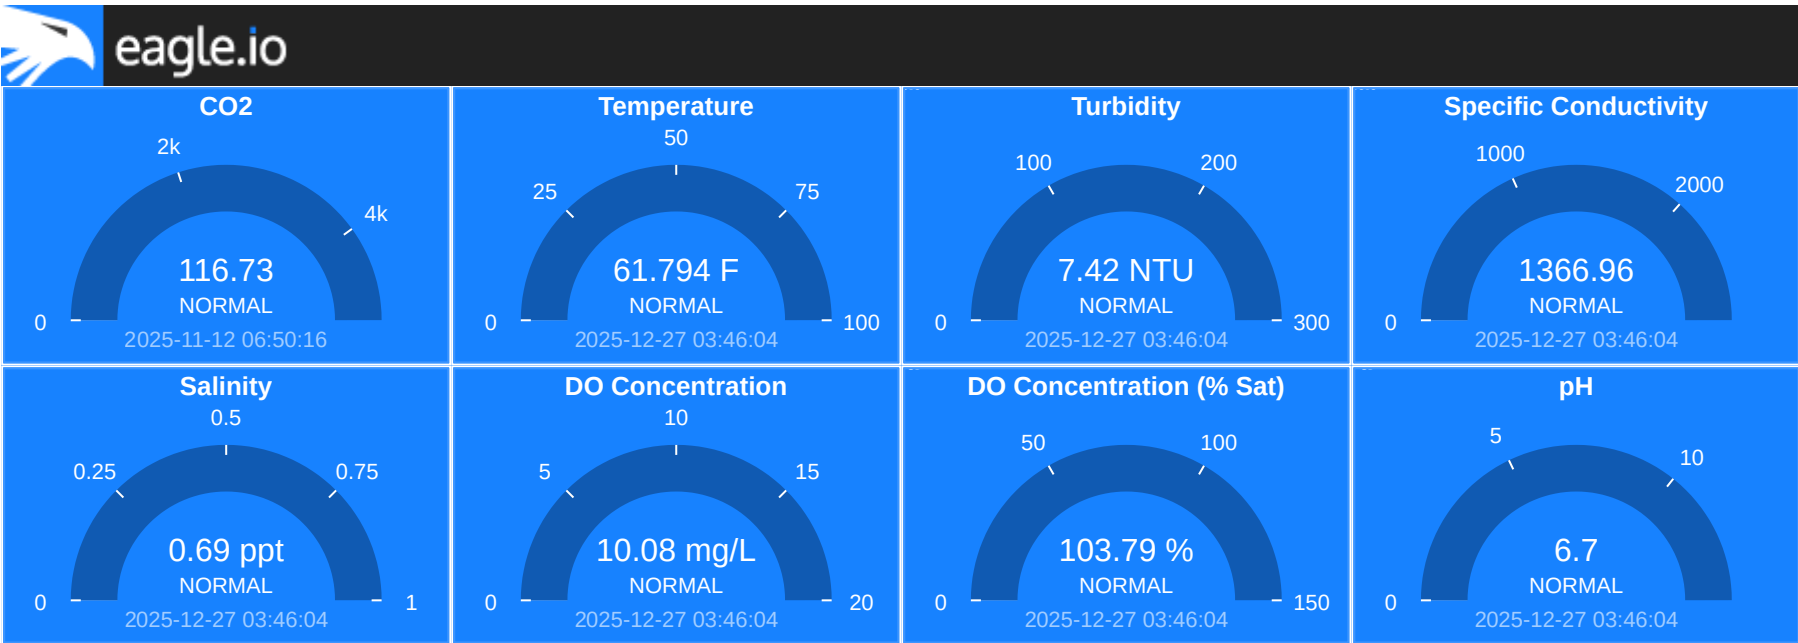 eagle.io
CO2
2k
4k
116.73
NORMAL
0
2025-11-12 06:50:16
Temperature
50
25
75
61.794 F
NORMAL
0
100
2025-12-27 03:46:04
Turbidity
100
200
7.42 NTU
NORMAL
0
300
2025-12-27 03:46:04
Specific Conductivity
1000
2000
1366.96
NORMAL
0
2025-12-27 03:46:04
Salinity
0.5
0.25
0.75
0.69 ppt
NORMAL
0
1
2025-12-27 03:46:04
DO Concentration
10
5
15
10.08 mg/L
NORMAL
0
20
2025-12-27 03:46:04
DO Concentration (% Sat)
50
100
103.79 %
NORMAL
0
150
2025-12-27 03:46:04
pH
5
10
6.7
NORMAL
0
2025-12-27 03:46:04